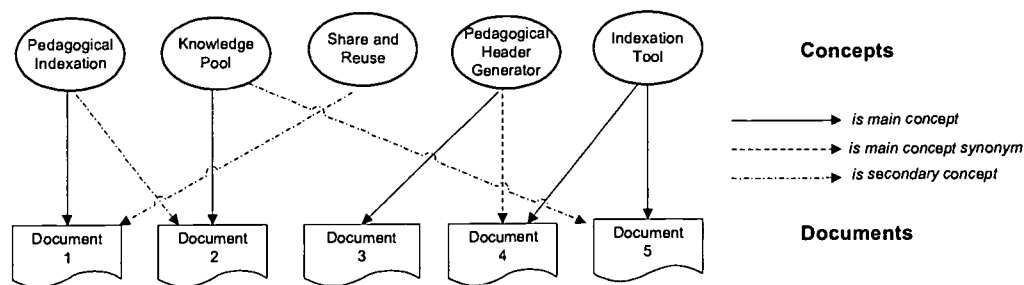 Pedagogical
Indexation
Knowledge
Pool
Share and
Reuse
Pedagogical
Header
Generator
Indexation
Tool
Concepts
is main concept
is main concept synonym
is secondary concept
Document
1
Document
2
Document
3
Document
4
Document
5
Documents